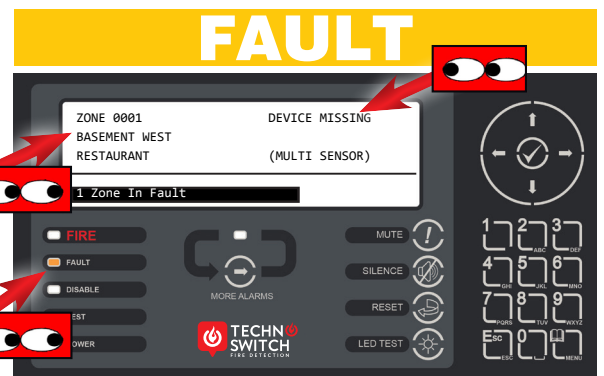 FAULT
ZONE 0001 DEVICE MISSING
BASEMENT WEST
RESTAURANT (MULTI SENSOR)
1 Zone In Fault
FIRE
FAULT
DISABLE
EST
OWER
MORE ALARMS
TECHNO
SWITCH
FIRE DETECTION
MUTE
SILENCE
RESET
LED TEST
1 2 ABC 3 DEF
4 GHI 5 JKL 6 MNO
7 PQRS 8 TUV 9 WXYZ
Esc ESC 0 MENU